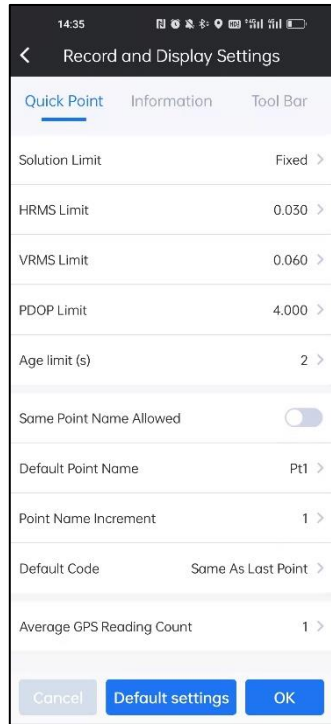 14:35
Record and Display Settings
Quick Point Information Tool Bar
Solution Limit Fixed
HRMS Limit 0.030
VRMS Limit 0.060
PDOP Limit 4.000
Age limit (s) 2
Same Point Name Allowed
Default Point Name Pt1
Point Name Increment 1
Default Code Same As Last Point
Average GPS Reading Count 1
Cancel Default settings OK